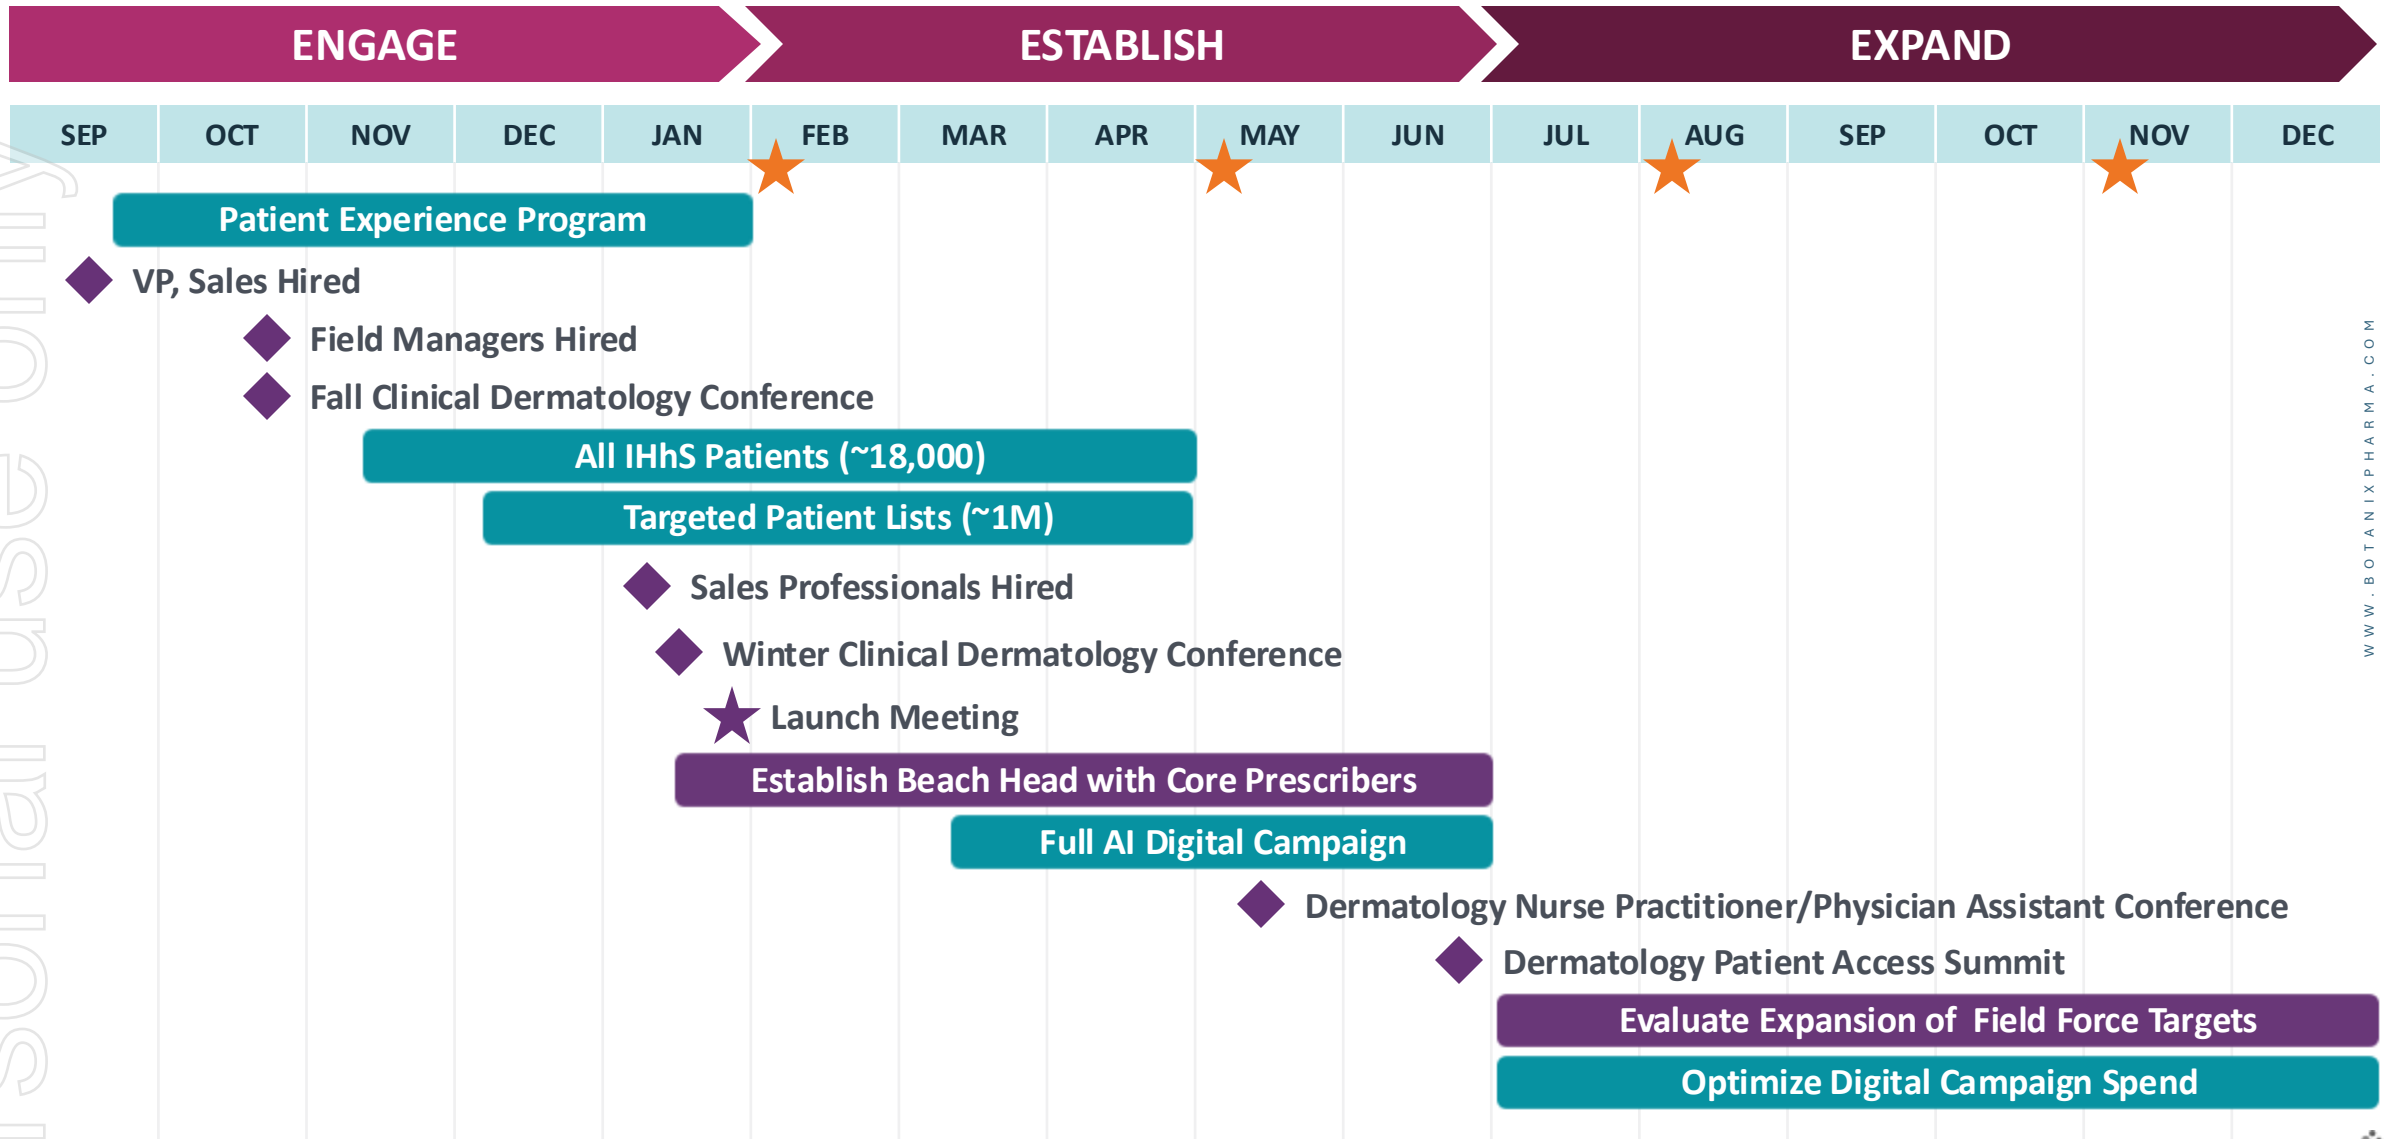 ENGAGE ESTABLISH EXPAND
SEP OCT NOV DEC JAN FEB MAR APR MAY JUN JUL AUG SEP OCT NOV DEC
Patient Experience Program
VP, Sales Hired
Field Managers Hired
Fall Clinical Dermatology Conference
All IHhS Patients (~18,000)
Targeted Patient Lists (~1M)
Sales Professionals Hired
Winter Clinical Dermatology Conference
Launch Meeting
Establish Beach Head with Core Prescribers
Full AI Digital Campaign
Dermatology Nurse Practitioner/Physician Assistant Conference
Dermatology Patient Access Summit
Evaluate Expansion of Field Force Targets
Optimize Digital Campaign Spend
WWW.BOTANIXPHARMA.COM
use only